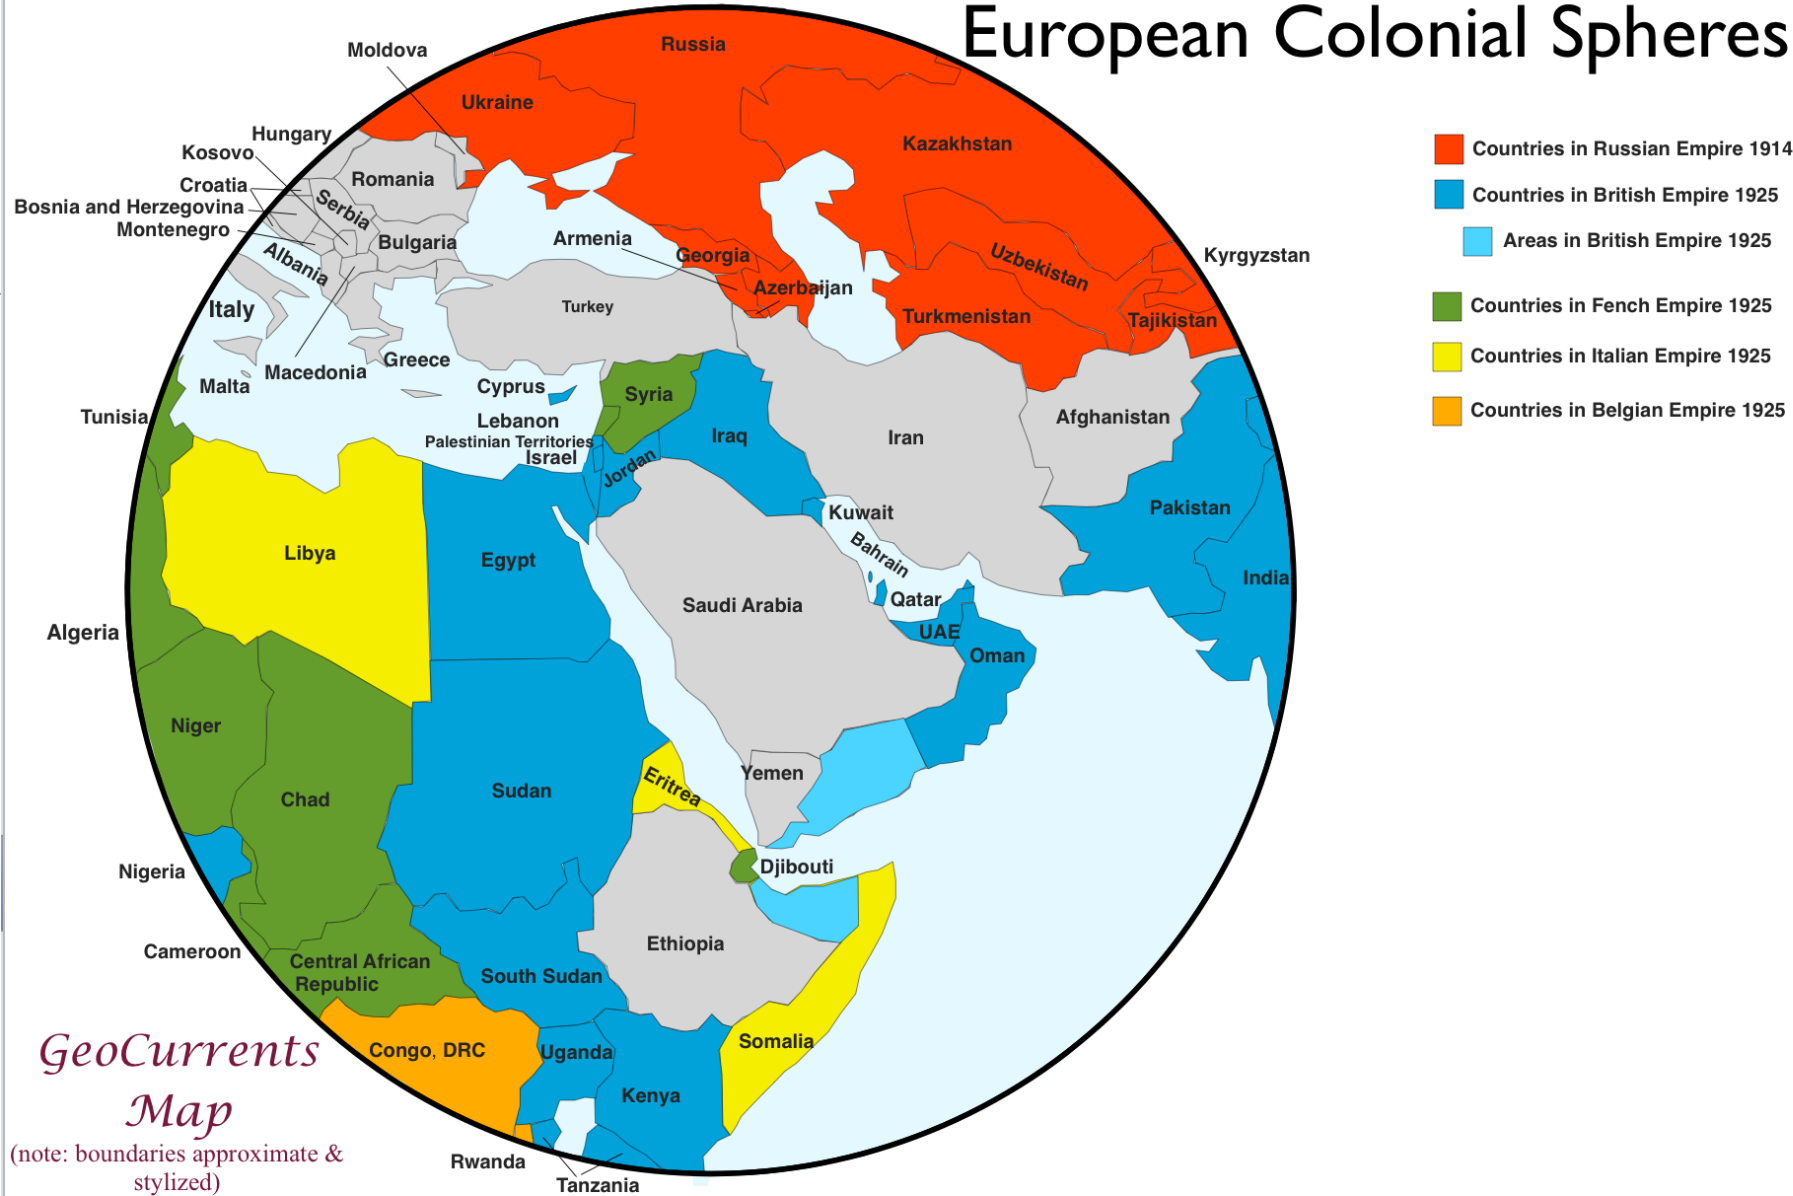 European Colonial Spheres
Moldova
Russia
Ukraine
Hungary
Kosovo
Kazakhstan
Countries in Russian Empire 1914
Croatia
Romania
Countries in British Empire 1925
Bosnia and Herzegovina
Serbia
Montenegro
Bulgaria
Armenia
Areas in British Empire 1925
Albania
Georgia
Uzbekistan
Kyrgyzstan
Azerbaijan
Italy
Turkey
Turkmenistan
Tajikistan
Countries in Fench Empire 1925
Malta
Macedonia
Greece
Countries in Italian Empire 1925
Cyprus
Syria
Tunisia
Lebanon
Afghanistan
Countries in Belgian Empire 1925
Palestinian Territories
Iraq
Iran
Israel
Jordan
Kuwait
Pakistan
Libya
Egypt
Bahrain
India
Saudi Arabia
Qatar
Algeria
UAE
Oman
Niger
Yemen
Chad
Sudan
Eritrea
Nigeria
Djibouti
Cameroon
Ethiopia
Central African
Republic
South Sudan
GeoCurrents
Map
(note: boundaries approximate &
stylized)
Congo, DRC
Uganda
Somalia
Kenya
Rwanda
Tanzania